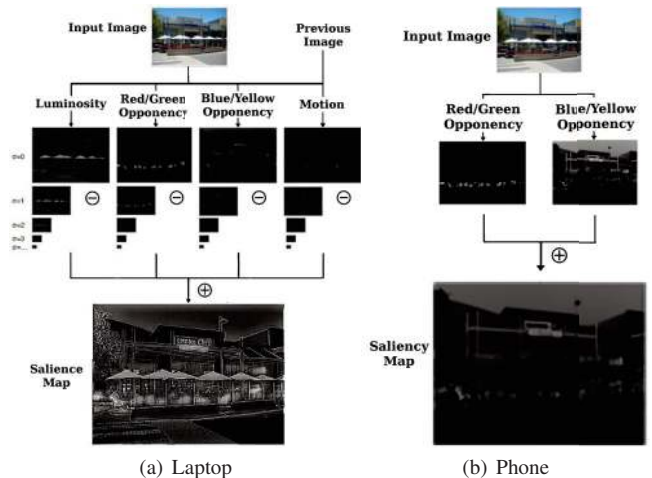 Input Image
Previous
Image
Luminosity
Red/Green
Opponency
Blue/Yellow
Opponency
Motion
σ=0
σ=1
σ=2
σ=3
σ=...
⊖ ⊖ ⊖ ⊖
⊕
Salience
Map
(a) Laptop
Input Image
Red/Green
Opponency
Blue/Yellow
Opponency
⊕
Saliency
Map
(b) Phone